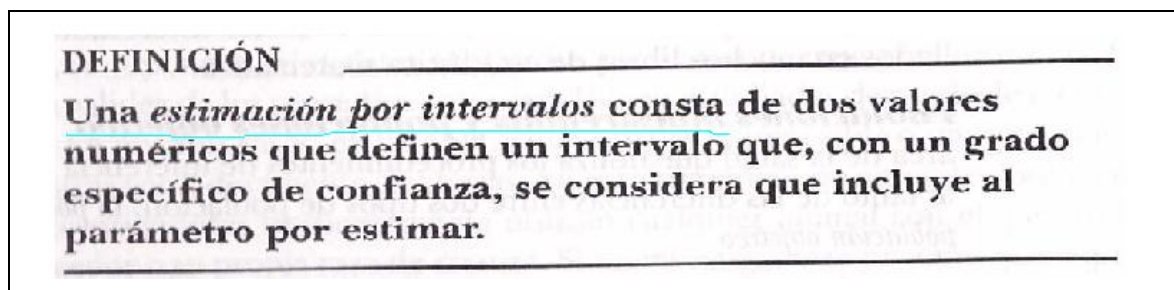 DEFINICIÓN
Una estimación por intervalos consta de dos valores
numéricos que definen un intervalo que, con un grado
específico de confianza, se considera que incluye al
parámetro por estimar.